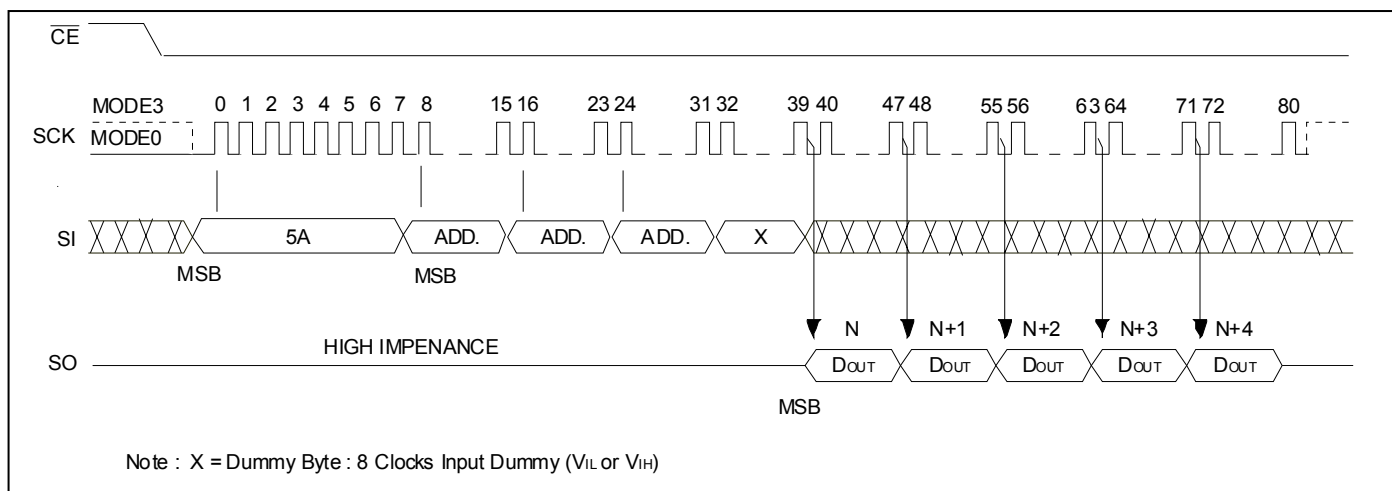 CE
MODE3 0 1 2 3 4 5 6 7 8 15 16 23 24 31 32 39 40 47 48 55 56 63 64 71 72 80
SCK MODE0
SI 5A ADD. ADD. ADD. X
MSB MSB
N N+1 N+2 N+3 N+4
HIGH IMPENANCE
SO DOUT DOUT DOUT DOUT DOUT
MSB
Note : X = Dummy Byte : 8 Clocks Input Dummy (VIL or VIH)